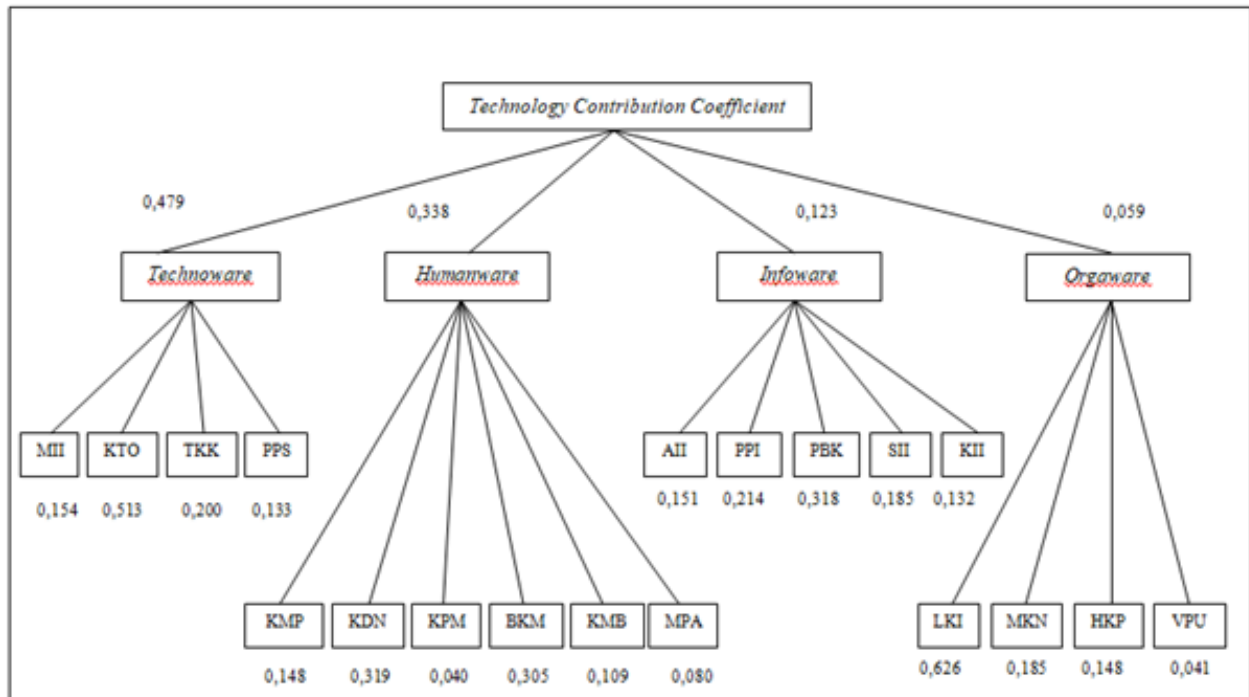 Technology Contribution Coefficient
0,479
0,338
0,123
0,059
Technoware
Humanware
Infoware
Orgaware
MII
KTO
TKK
PPS
AII
PPI
PBK
SII
KII
0,154
0,513
0,200
0,133
0,151
0,214
0,318
0,185
0,132
KMP
KDN
KPM
BKM
KMB
MPA
LKI
MKN
HKP
VPU
0,148
0,319
0,040
0,305
0,109
0,080
0,626
0,185
0,148
0,041